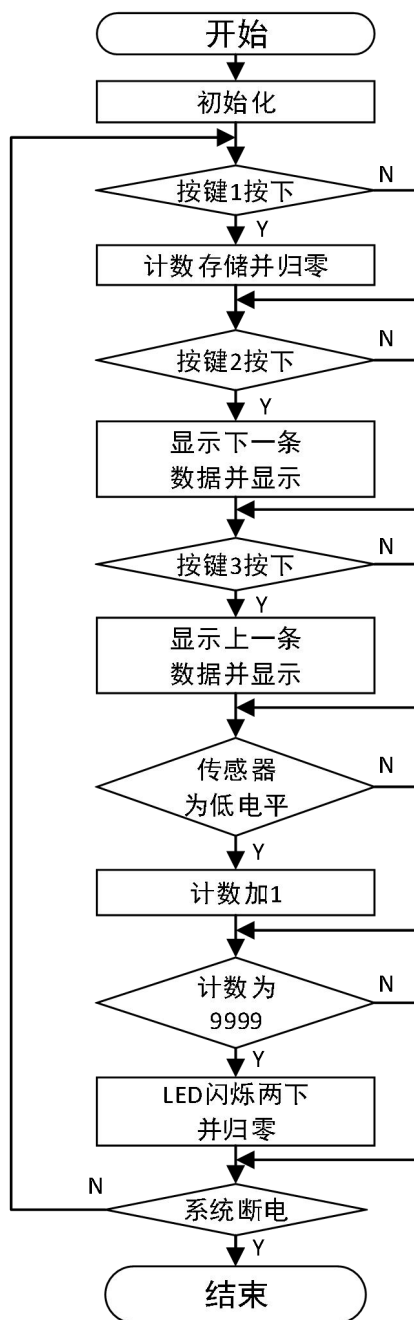 开始
初始化
按键1按下
N
Y
计数存储并归零
按键2按下
N
Y
显示下一条
数据并显示
按键3按下
N
Y
显示上一条
数据并显示
传感器
为低电平
N
Y
计数加1
计数为
9999
N
Y
LED闪烁两下
并归零
N
系统断电
Y
结束